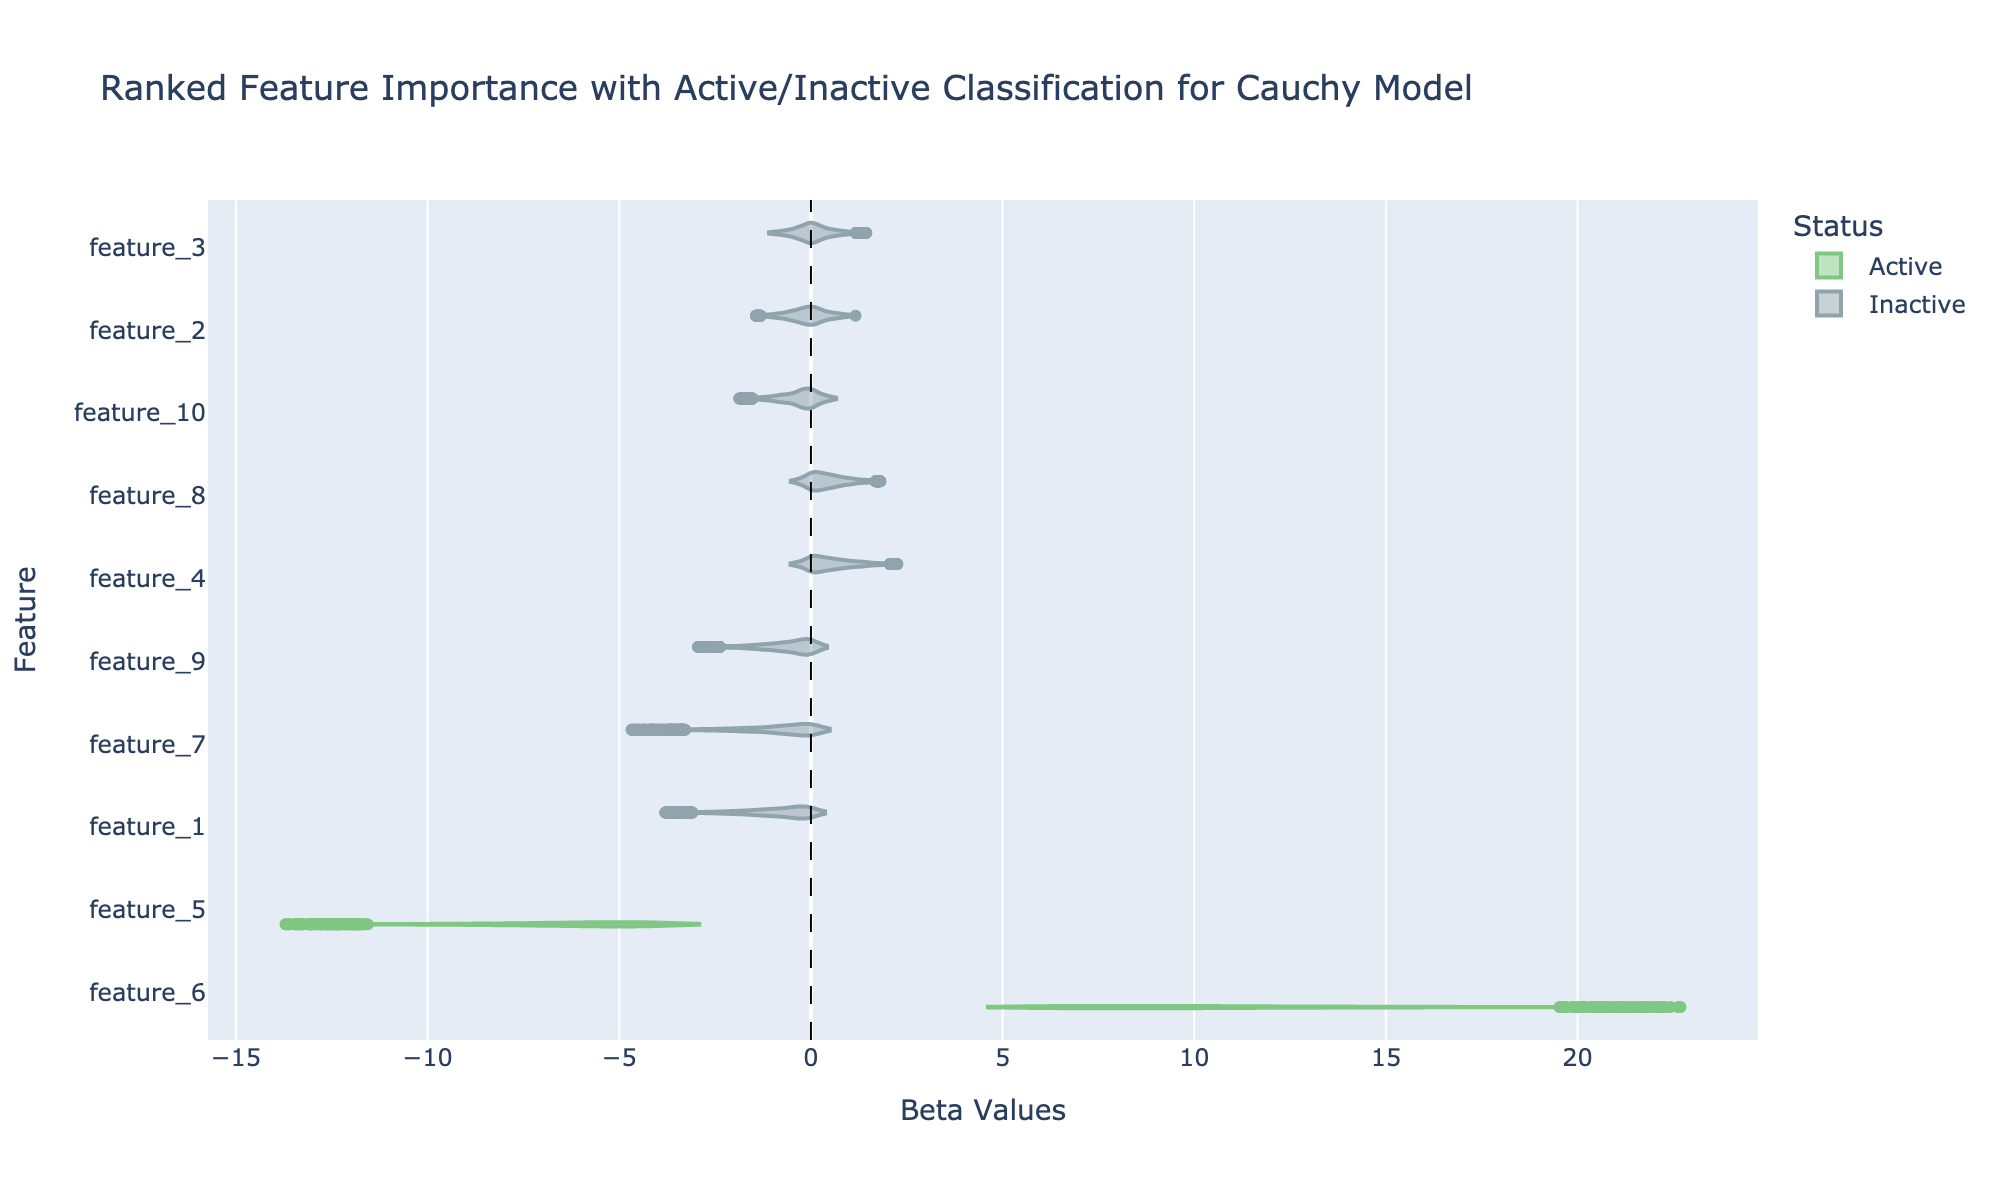 Ranked Feature Importance with Active/Inactive Classification for Cauchy Model
Status
Active
Inactive
Feature
feature_3
feature_2
feature_10
feature_8
feature_4
feature_9
feature_7
feature_1
feature_5
feature_6
−15 −10 −5 0 5 10 15 20
Beta Values